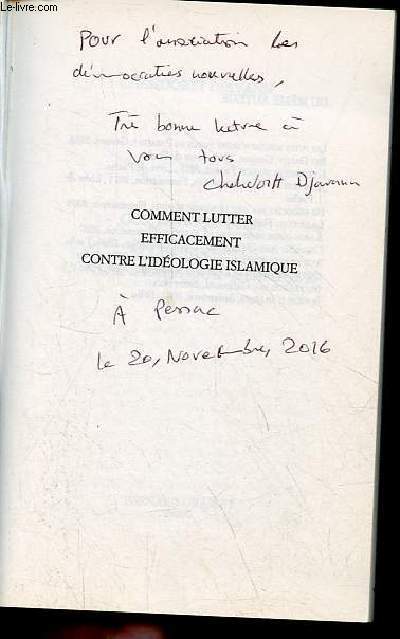 Le-livre.com
Pour l'association les
démocraties nouvelles,
Très bonne lecture à
vous tous
Chahdortt Djavann
COMMENT LUTTER
EFFICACEMENT
CONTRE L'IDÉOLOGIE ISLAMIQUE
À Pessac
le 20, Novembre, 2016